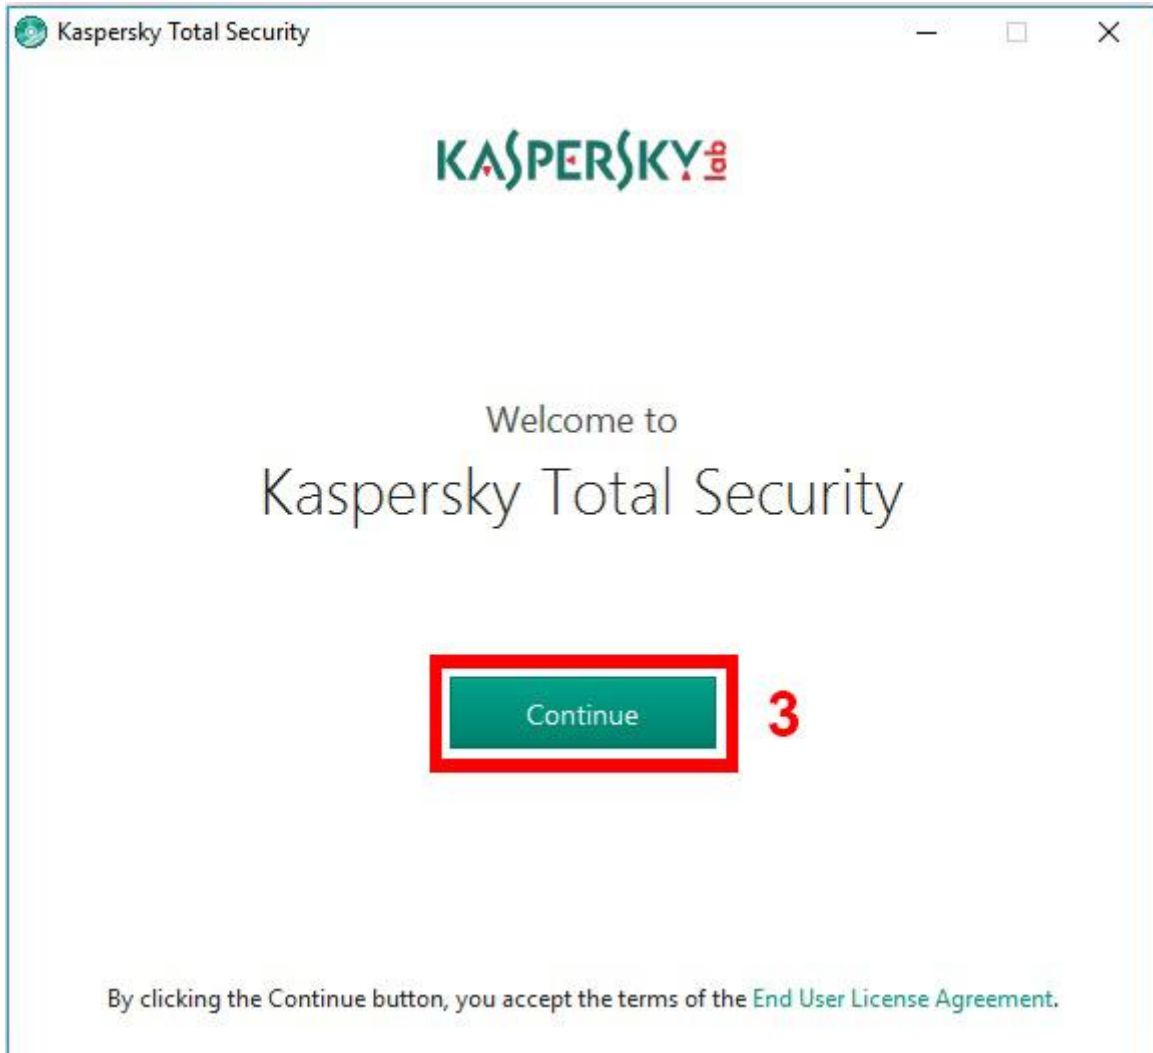 Kaspersky Total Security
KASPERSKY lab
Welcome to
Kaspersky Total Security
Continue
3
By clicking the Continue button, you accept the terms of the End User License Agreement.